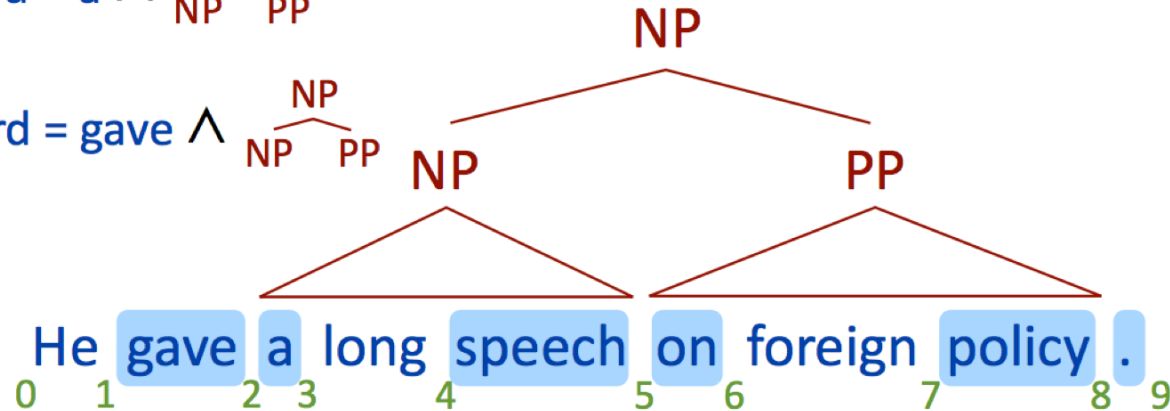 NP PP
NP
NP
rd = gave ∧
NP PP
NP PP
He gave a long speech on foreign policy .
0 1 2 3 4 5 6 7 8 9